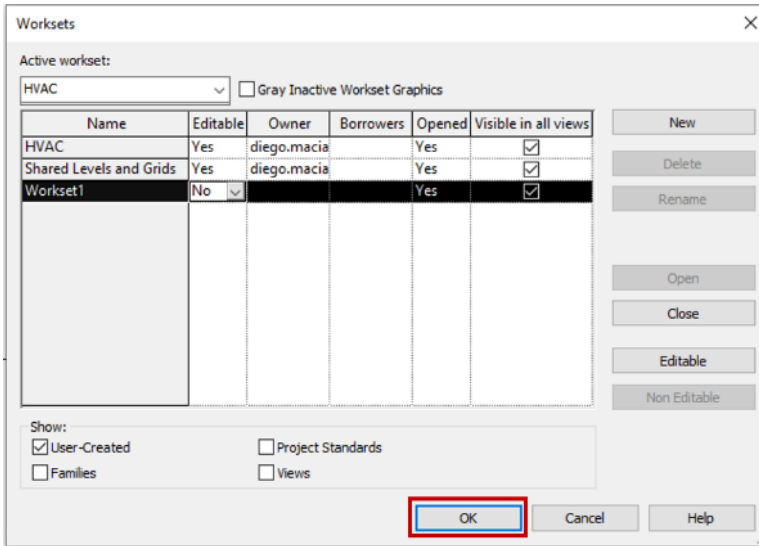 Worksets
Active workset:
HVAC
Gray Inactive Workset Graphics
Name Editable Owner Borrowers Opened Visible in all views
HVAC Yes diego.macia Yes
Shared Levels and Grids Yes diego.macia Yes
Workset1 No Yes
New
Delete
Rename
Open
Close
Editable
Non Editable
Show:
User-Created Project Standards
Families Views
OK Cancel Help